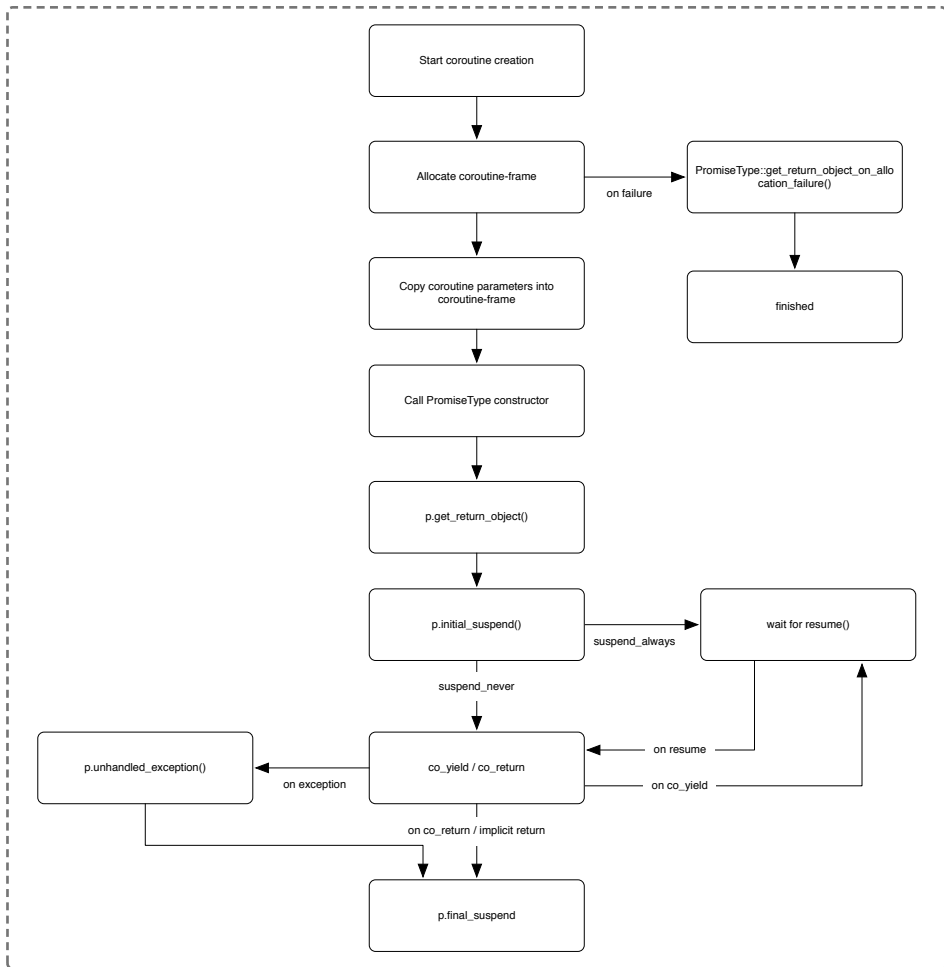 Start coroutine creation
Allocate coroutine-frame
on failure
PromiseType::get_return_object_on_allo
cation_failure()
finished
Copy coroutine parameters into
coroutine-frame
Call PromiseType constructor
p.get_return_object()
p.initial_suspend()
suspend_always
wait for resume()
suspend_never
on resume
co_yield / co_return
on co_yield
on exception
p.unhandled_exception()
on co_return / implicit return
p.final_suspend